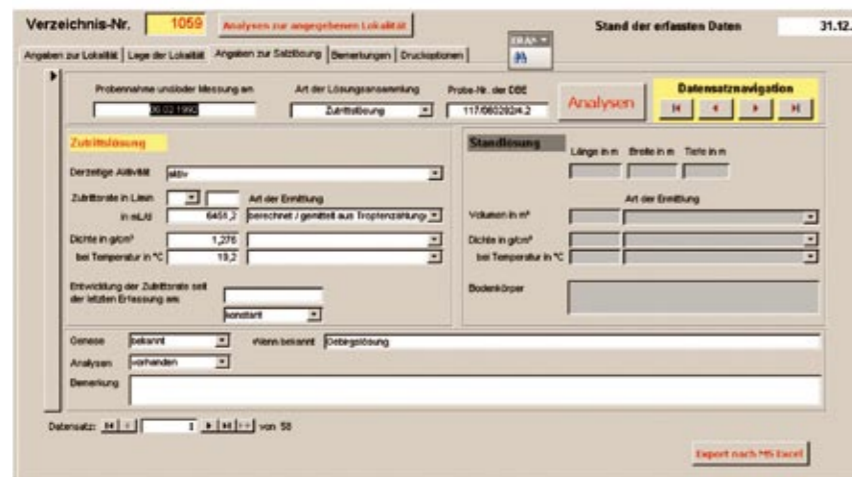 Verzeichnis-Nr. 1059 Analysen zur angegebenen Lokalität Stand der erfassten Daten 31.12.
Angaben zur Lokalität Lage der Lokalität Angaben zur Salzlösung Bemerkungen Druckoptionen
Probennahme und/oder Messung am Art der Lösungsansammlung Probe-Nr. der DBE Analysen Datensatznavigation
06.02.1992 Zutrittslösung 117/060292/4.2
Zutrittslösung Standlösung
Länge in m Breite in m Tiefe in m
Derzeitige Aktivität aktiv
Zutrittsrate in L/min Art der Ermittlung Art der Ermittlung
in mL/d 6451,2 berechnet / gemittelt aus Tropfenzählung Volumen in m³
Dichte in g/cm³ 1,276 Dichte in g/cm³
bei Temperatur in °C 19,2 bei Temperatur in °C
Entwicklung der Zutrittsrate seit
der letzten Erfassung am:
konstant
Bodenkörper
Genese bekannt Wenn bekannt Gebirgslösung
Analysen vorhanden
Bemerkung
Datensatz: 1 von 58
Export nach MS Excel